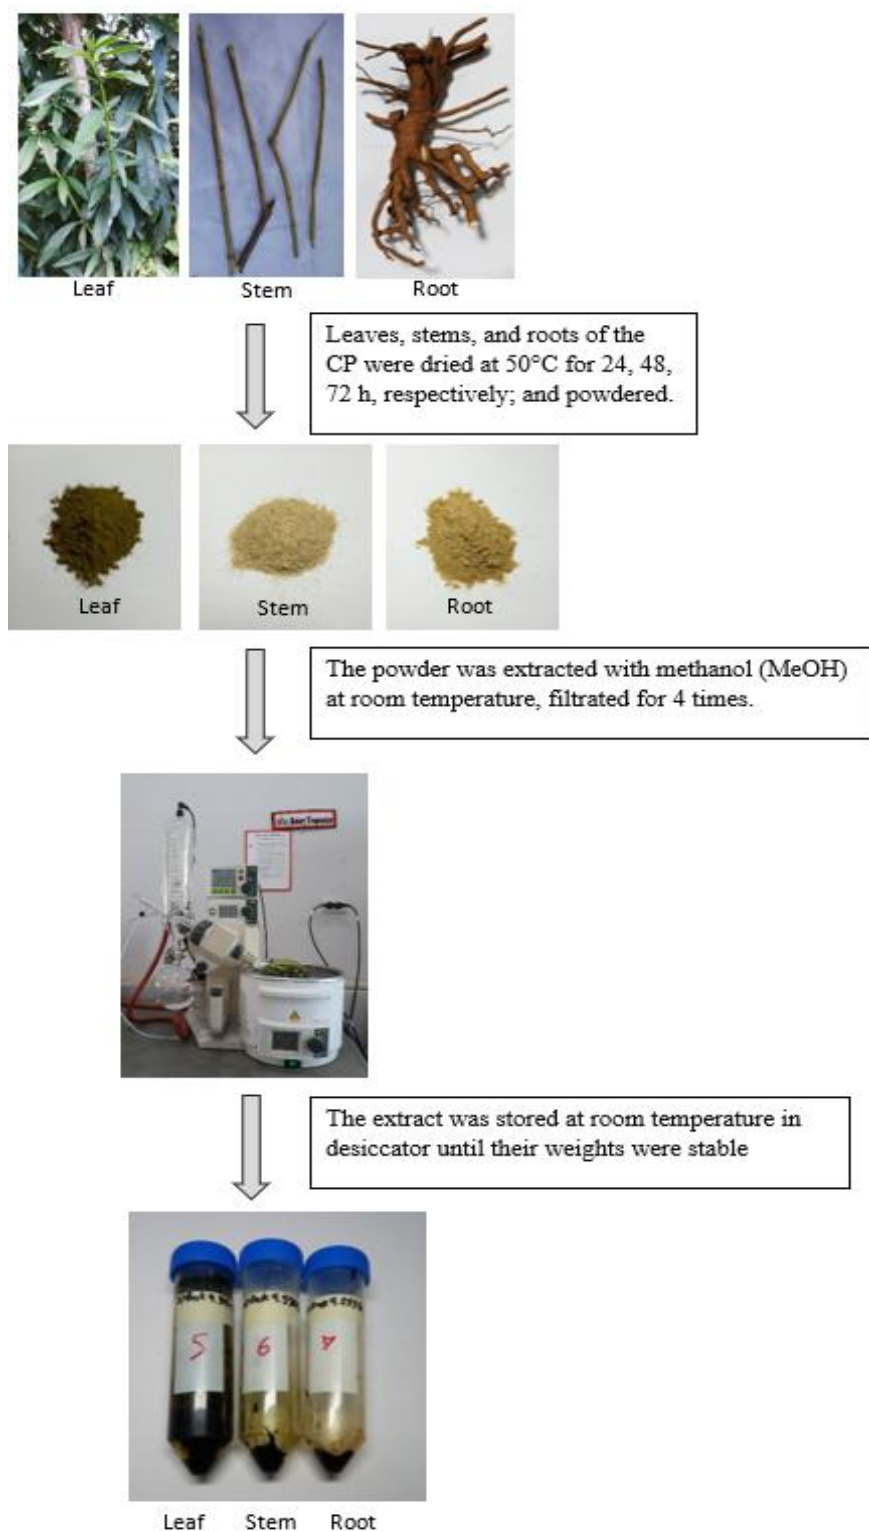 Leaf
Stem
Root
Leaves, stems, and roots of the
CP were dried at 50°C for 24, 48,
72 h, respectively; and powdered.
Leaf
Stem
Root
The powder was extracted with methanol (MeOH)
at room temperature, filtrated for 4 times.
The extract was stored at room temperature in
desiccator until their weights were stable
5
6
Leaf
Stem
Root